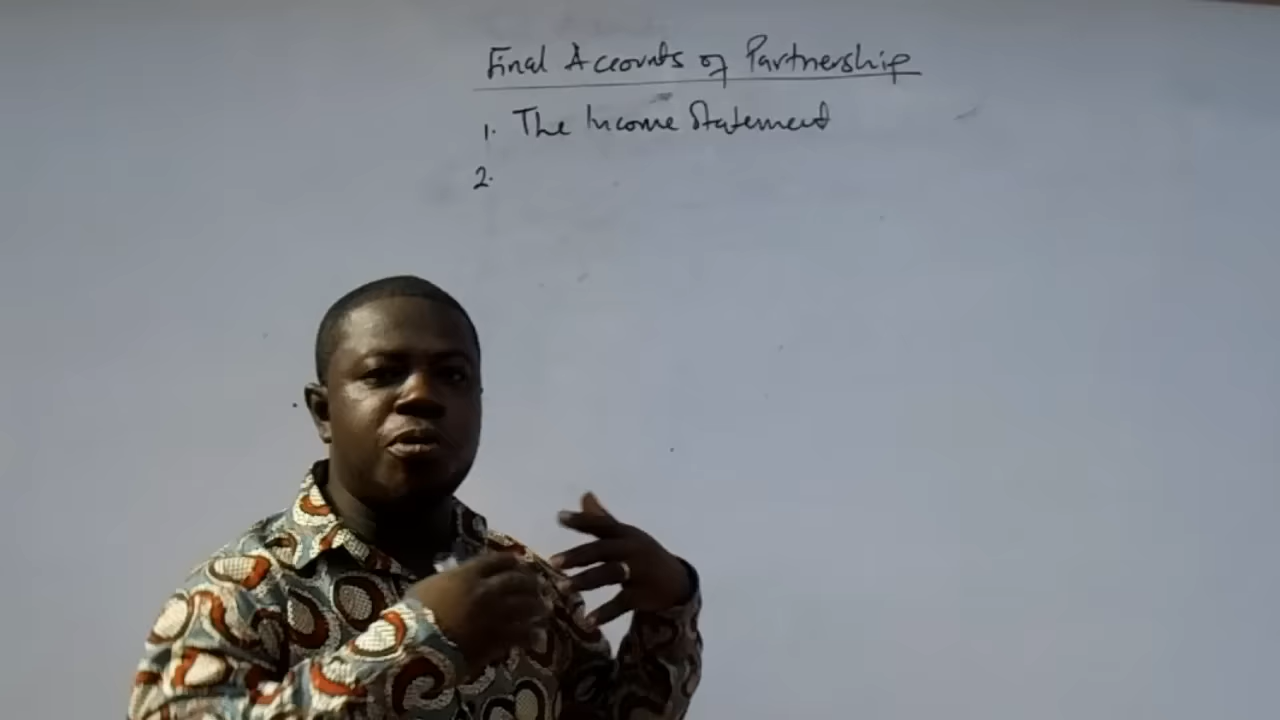 Final Accounts of Partnership
1. The Income Statement
2.